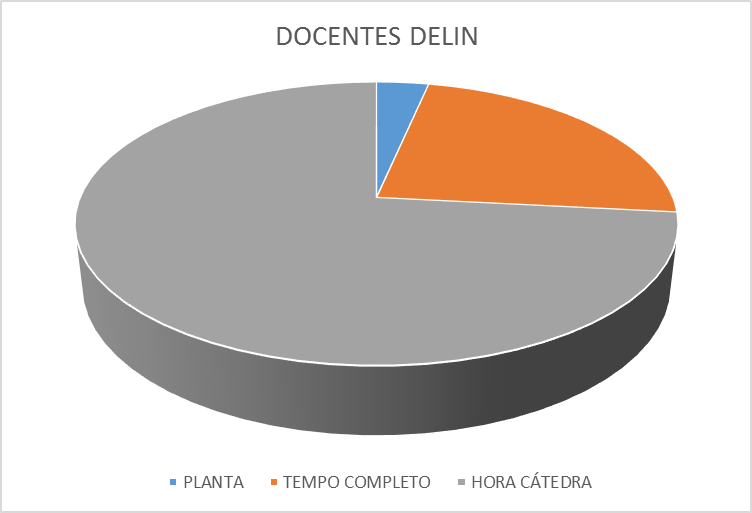 DOCENTES DELIN
PLANTA TEMPO COMPLETO HORA CÁTEDRA